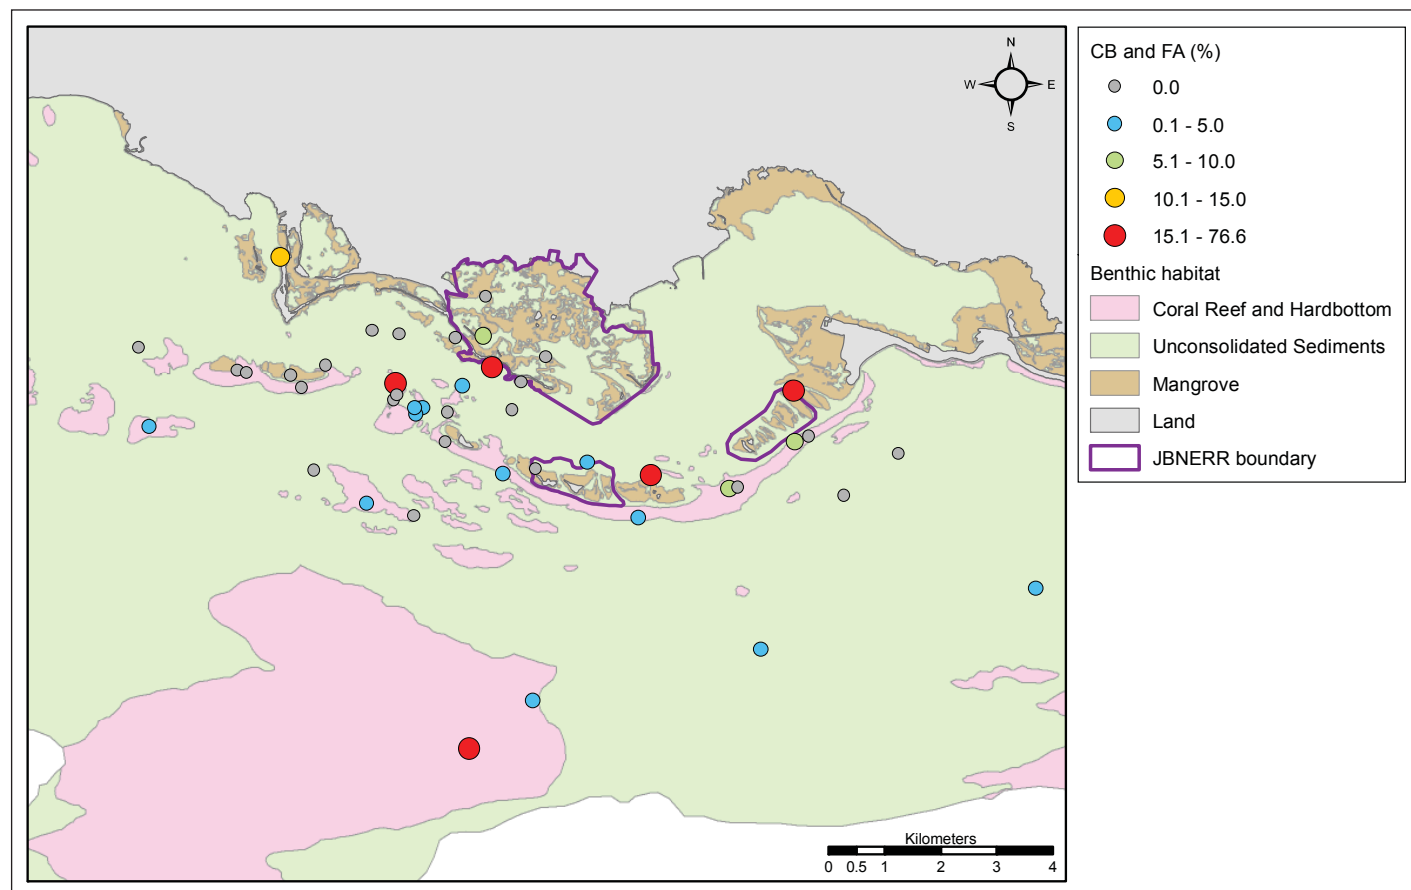 N
W E
S
Kilometers
0 0.5 1 2 3 4
CB and FA (%)
0.0
0.1 - 5.0
5.1 - 10.0
10.1 - 15.0
15.1 - 76.6
Benthic habitat
Coral Reef and Hardbottom
Unconsolidated Sediments
Mangrove
Land
JBNERR boundary